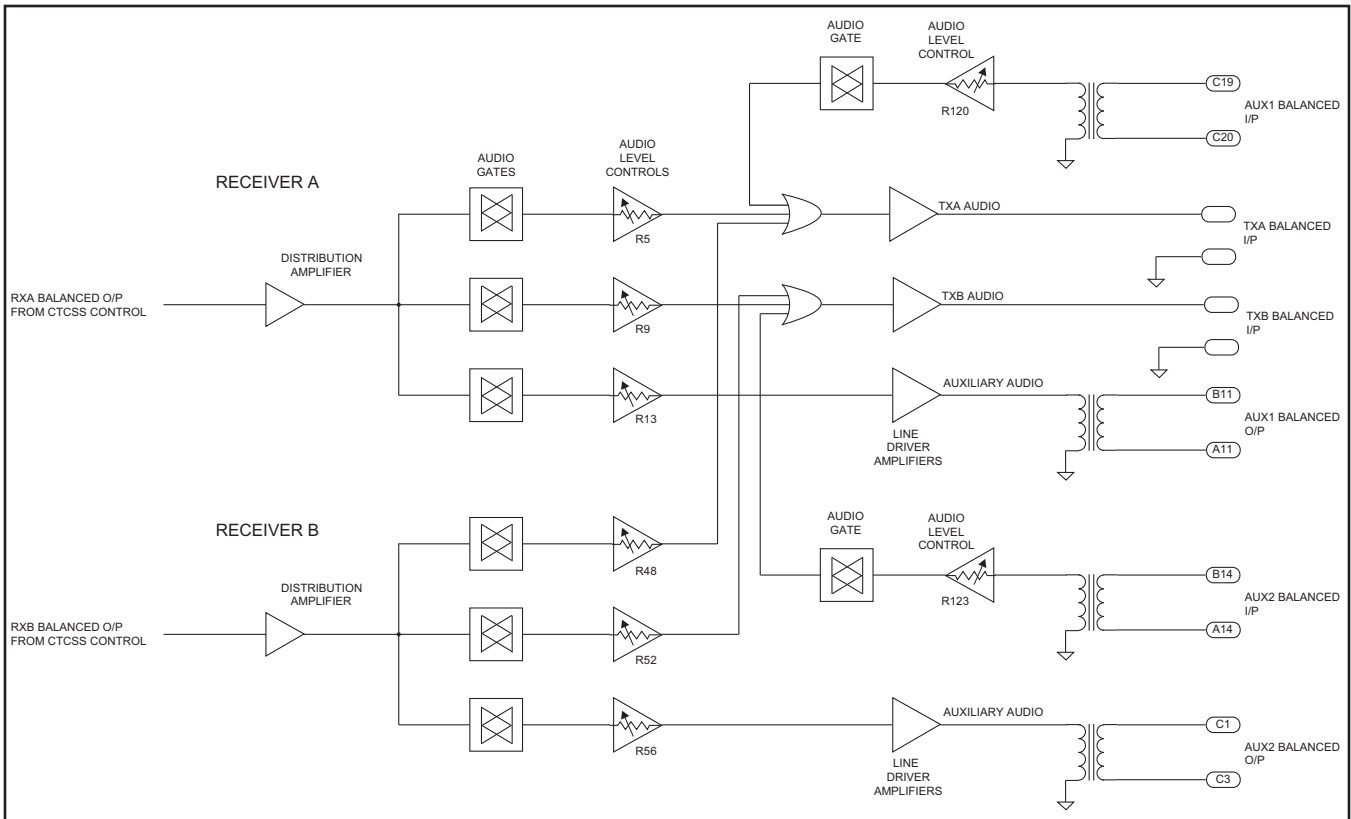 AUDIO
GATE
AUDIO
LEVEL
CONTROL
R120
C19
AUX1 BALANCED
I/P
C20
RECEIVER A
AUDIO
GATES
AUDIO
LEVEL
CONTROLS
R5
TXA AUDIO
TXA BALANCED
I/P
DISTRIBUTION
AMPLIFIER
RXA BALANCED O/P
FROM CTCSS CONTROL
R9
TXB AUDIO
TXB BALANCED
I/P
R13
AUXILIARY AUDIO
LINE
DRIVER
AMPLIFIERS
B11
AUX1 BALANCED
O/P
A11
RECEIVER B
R48
AUDIO
GATE
AUDIO
LEVEL
CONTROL
R123
B14
AUX2 BALANCED
I/P
A14
DISTRIBUTION
AMPLIFIER
RXB BALANCED O/P
FROM CTCSS CONTROL
R52
R56
AUXILIARY AUDIO
LINE
DRIVER
AMPLIFIERS
C1
AUX2 BALANCED
O/P
C3